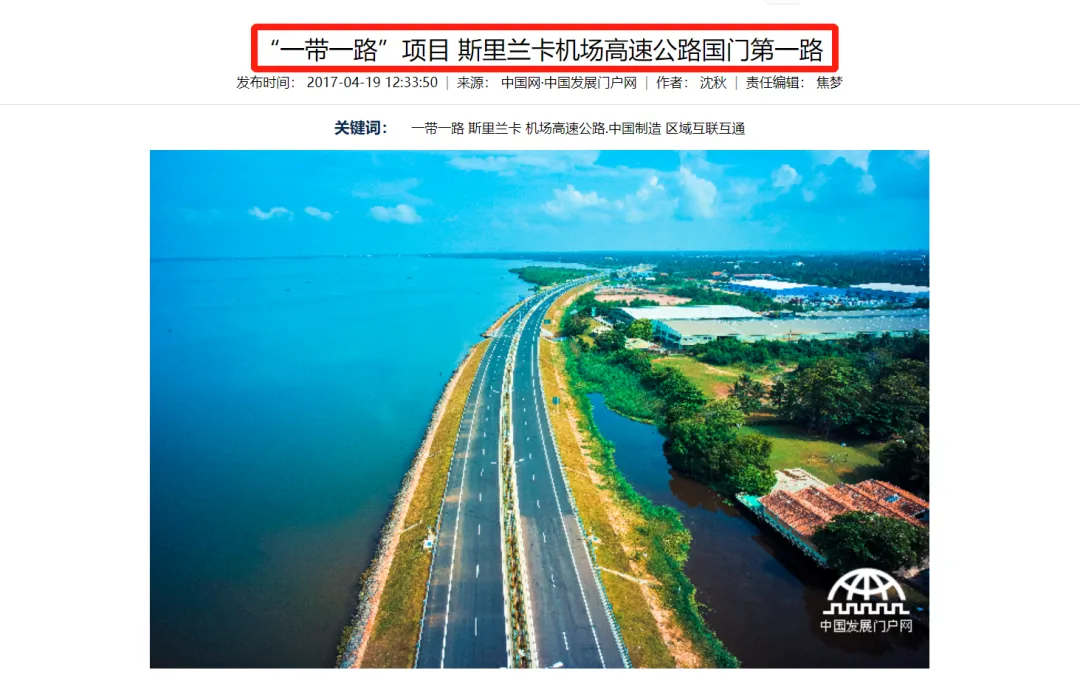 “一带一路”项目 斯里兰卡机场高速公路国门第一路
发布时间： 2017-04-19 12:33:50 | 来源： 中国网·中国发展门户网 | 作者： 沈秋 | 责任编辑： 焦梦
关键词： 一带一路 斯里兰卡 机场高速公路.中国制造 区域互联互通
中国发展门户网